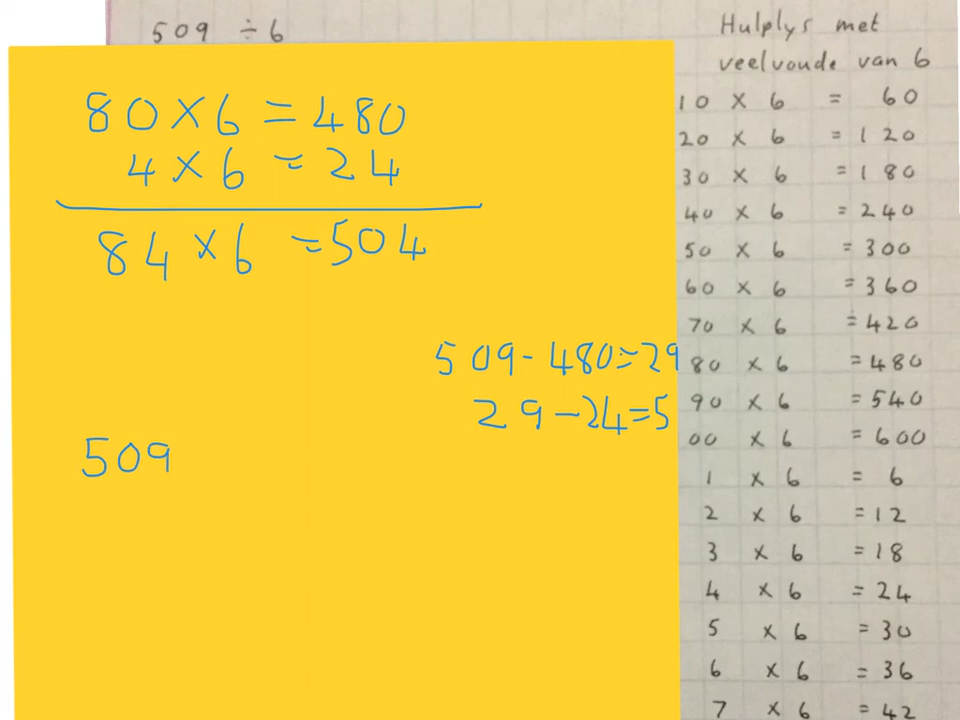 509 ÷ 6
80 × 6 = 480
4 × 6 = 24
84 × 6 = 504
509 - 480 = 29
29 - 24 = 5
509
Hulplys met
veelvoude van 6
10 × 6 = 60
20 × 6 = 120
30 × 6 = 180
40 × 6 = 240
50 × 6 = 300
60 × 6 = 360
70 × 6 = 420
80 × 6 = 480
90 × 6 = 540
00 × 6 = 600
1 × 6 = 6
2 × 6 = 12
3 × 6 = 18
4 × 6 = 24
5 × 6 = 30
6 × 6 = 36
7 × 6 = 42